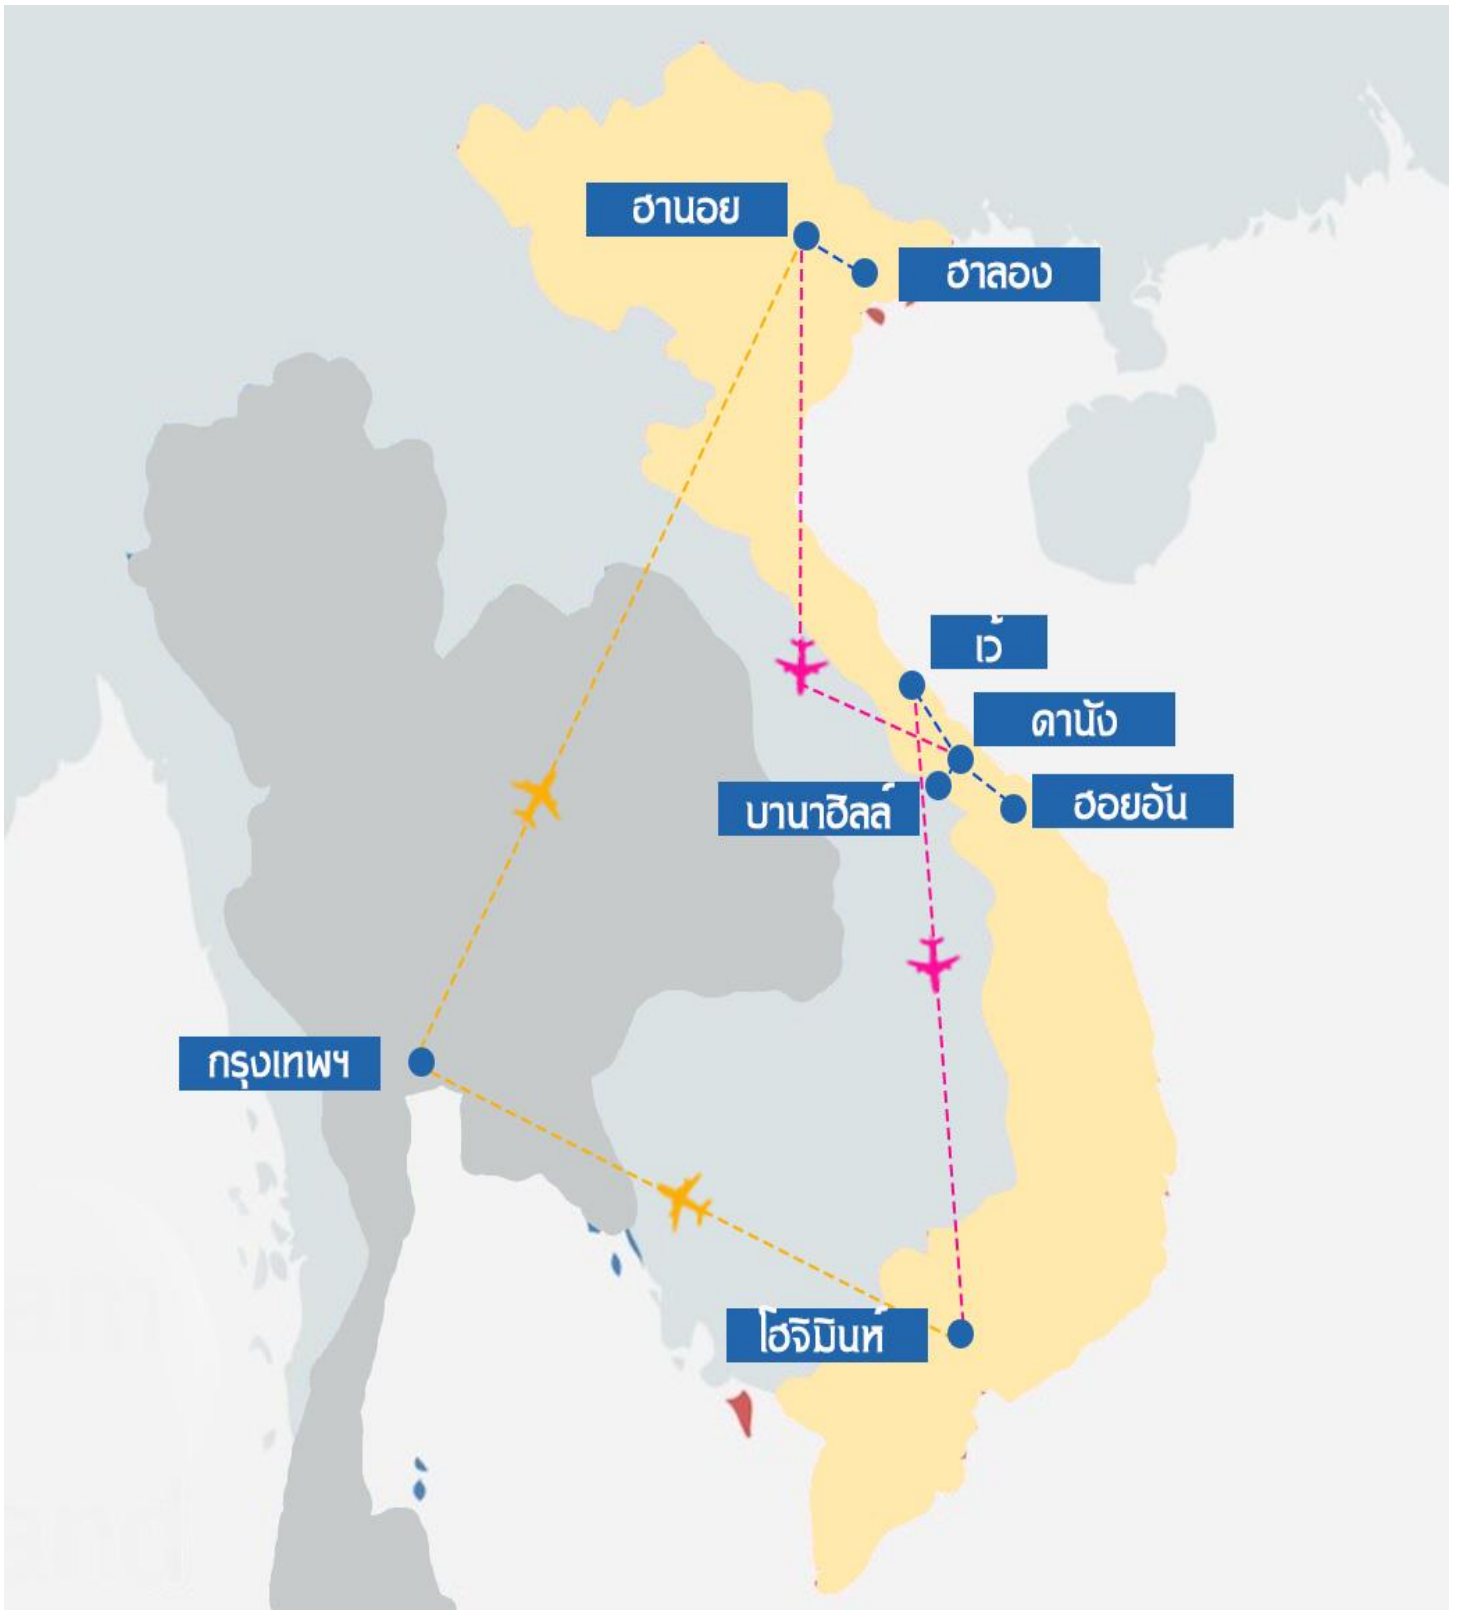 ฮานอย
ฮาลอง
เว้
ดานัง
บานาฮิลล์
ฮอยอัน
กรุงเทพฯ
โฮจิมินห์